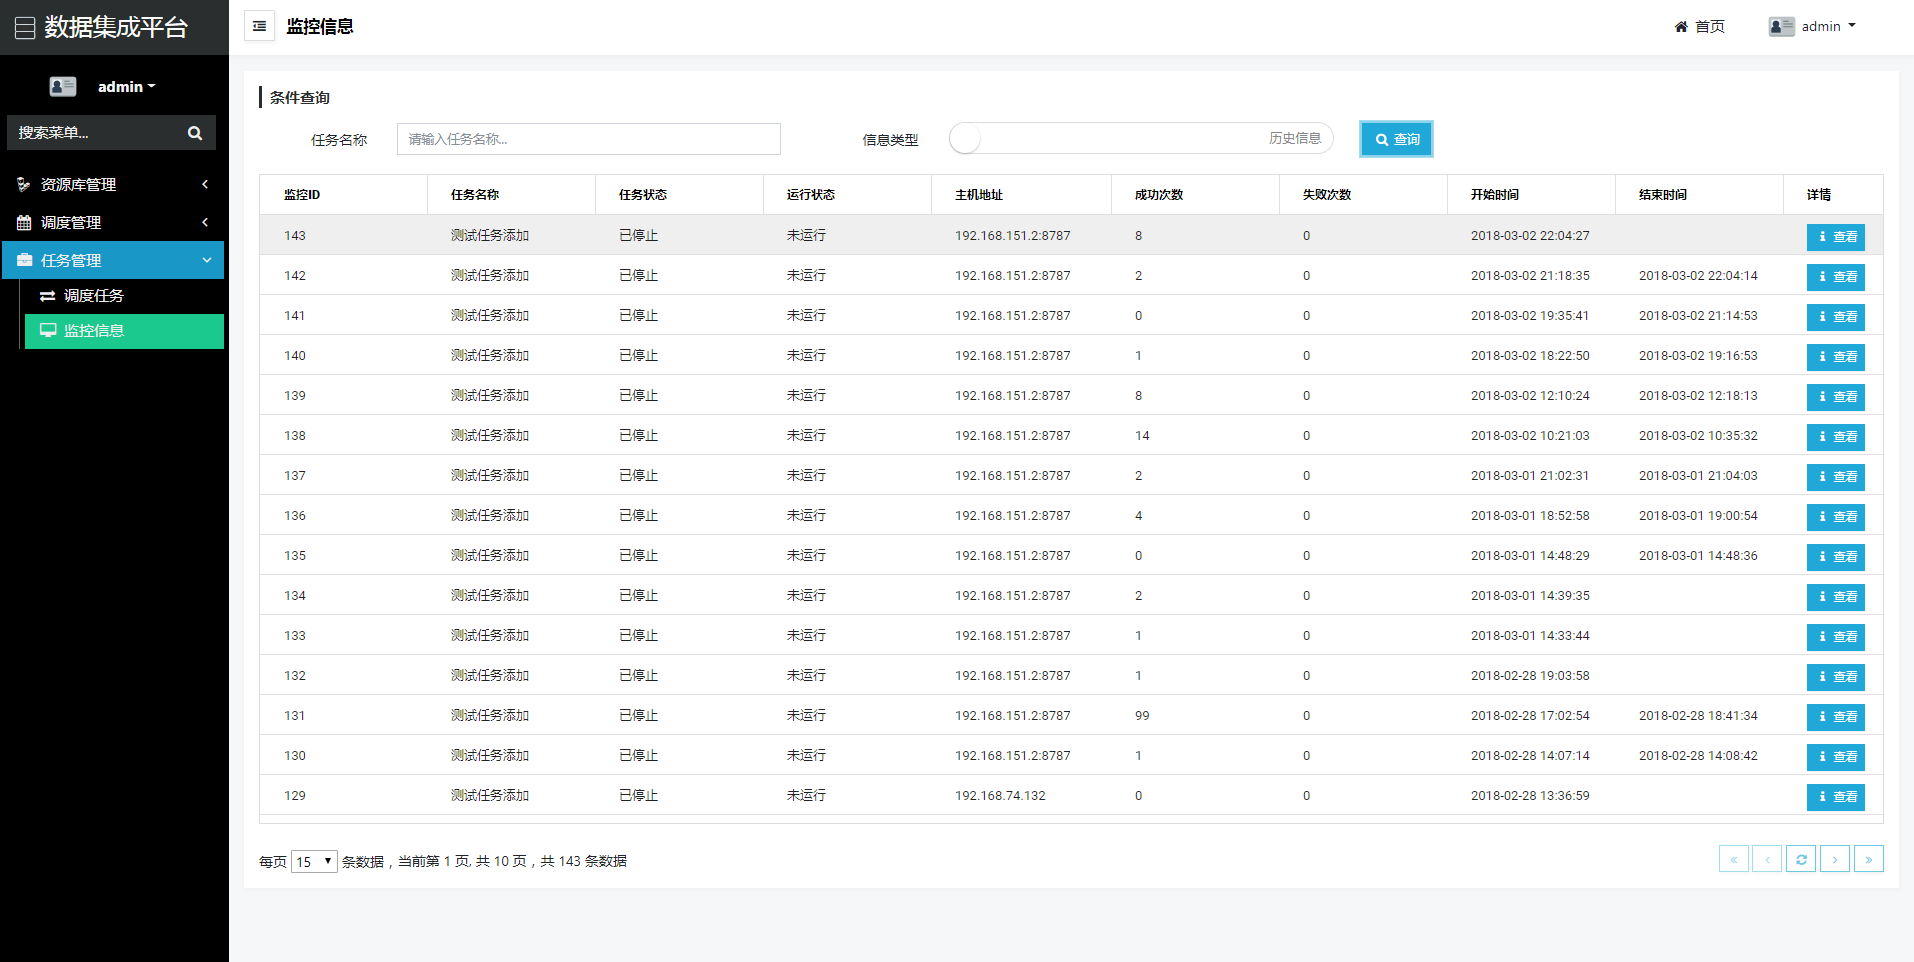 数据集成平台
监控信息
首页
admin
admin
搜索菜单...
资源库管理
调度管理
任务管理
调度任务
监控信息
条件查询
任务名称 请输入任务名称... 信息类型 历史信息 查询
监控ID 任务名称 任务状态 运行状态 主机地址 成功次数 失败次数 开始时间 结束时间 详情
143 测试任务添加 已停止 未运行 192.168.151.2:8787 8 0 2018-03-02 22:04:27 查看
142 测试任务添加 已停止 未运行 192.168.151.2:8787 2 0 2018-03-02 21:18:35 2018-03-02 22:04:14 查看
141 测试任务添加 已停止 未运行 192.168.151.2:8787 0 0 2018-03-02 19:35:41 2018-03-02 21:14:53 查看
140 测试任务添加 已停止 未运行 192.168.151.2:8787 1 0 2018-03-02 18:22:50 2018-03-02 19:16:53 查看
139 测试任务添加 已停止 未运行 192.168.151.2:8787 8 0 2018-03-02 12:10:24 2018-03-02 12:18:13 查看
138 测试任务添加 已停止 未运行 192.168.151.2:8787 14 0 2018-03-02 10:21:03 2018-03-02 10:35:32 查看
137 测试任务添加 已停止 未运行 192.168.151.2:8787 2 0 2018-03-01 21:02:31 2018-03-01 21:04:03 查看
136 测试任务添加 已停止 未运行 192.168.151.2:8787 4 0 2018-03-01 18:52:58 2018-03-01 19:00:54 查看
135 测试任务添加 已停止 未运行 192.168.151.2:8787 0 0 2018-03-01 14:48:29 2018-03-01 14:48:36 查看
134 测试任务添加 已停止 未运行 192.168.151.2:8787 2 0 2018-03-01 14:39:35 查看
133 测试任务添加 已停止 未运行 192.168.151.2:8787 1 0 2018-03-01 14:33:44 查看
132 测试任务添加 已停止 未运行 192.168.151.2:8787 1 0 2018-02-28 19:03:58 查看
131 测试任务添加 已停止 未运行 192.168.151.2:8787 99 0 2018-02-28 17:02:54 2018-02-28 18:41:34 查看
130 测试任务添加 已停止 未运行 192.168.151.2:8787 1 0 2018-02-28 14:07:14 2018-02-28 14:08:42 查看
129 测试任务添加 已停止 未运行 192.168.74.132 0 0 2018-02-28 13:36:59 查看
每页 15 条数据，当前第 1 页, 共 10 页，共 143 条数据